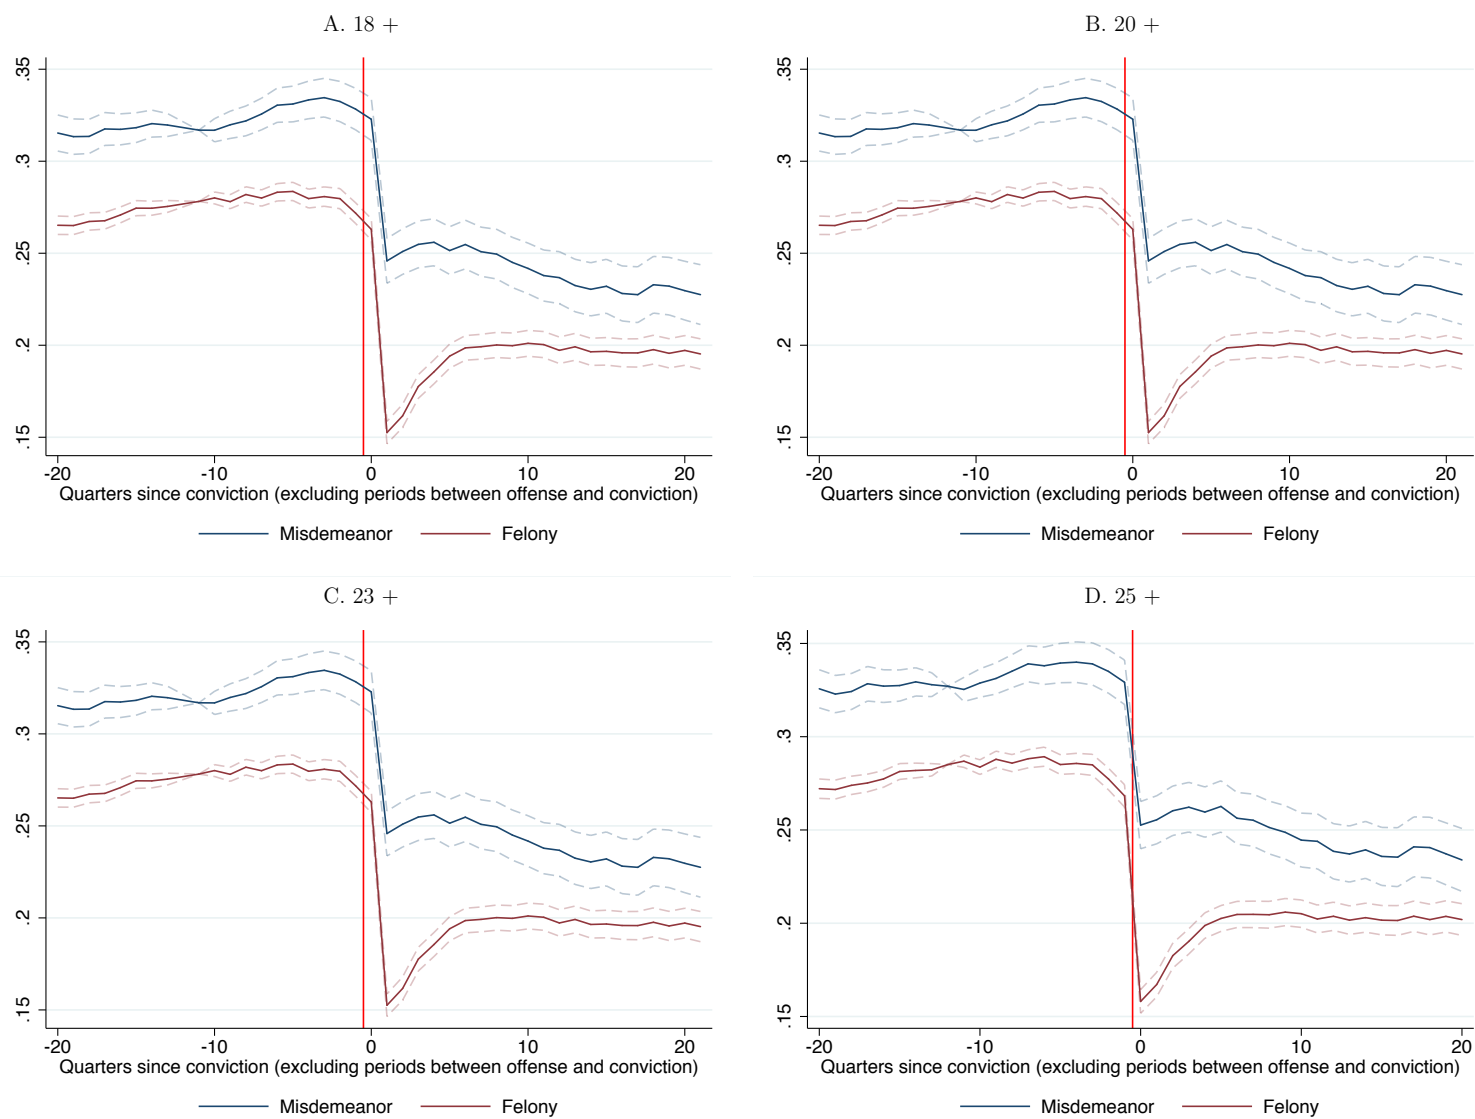 A. 18 +
.35
.3
.25
.2
.15
-20 -10 0 10 20
Quarters since conviction (excluding periods between offense and conviction)
Misdemeanor Felony
B. 20 +
.35
.3
.25
.2
.15
-20 -10 0 10 20
Quarters since conviction (excluding periods between offense and conviction)
Misdemeanor Felony
C. 23 +
.35
.3
.25
.2
.15
-20 -10 0 10 20
Quarters since conviction (excluding periods between offense and conviction)
Misdemeanor Felony
D. 25 +
.35
.3
.25
.2
.15
-20 -10 0 10 20
Quarters since conviction (excluding periods between offense and conviction)
Misdemeanor Felony